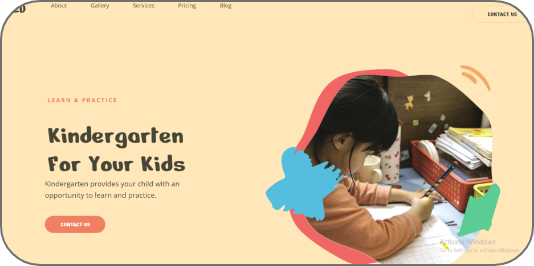 About Gallery Services Pricing Blog
CONTACT US
LEARN & PRACTICE
Kindergarten
For Your Kids
Kindergarten provides your child with an
opportunity to learn and practice.
CONTACT US
Activate Windows
Go to Settings to activate Windows.